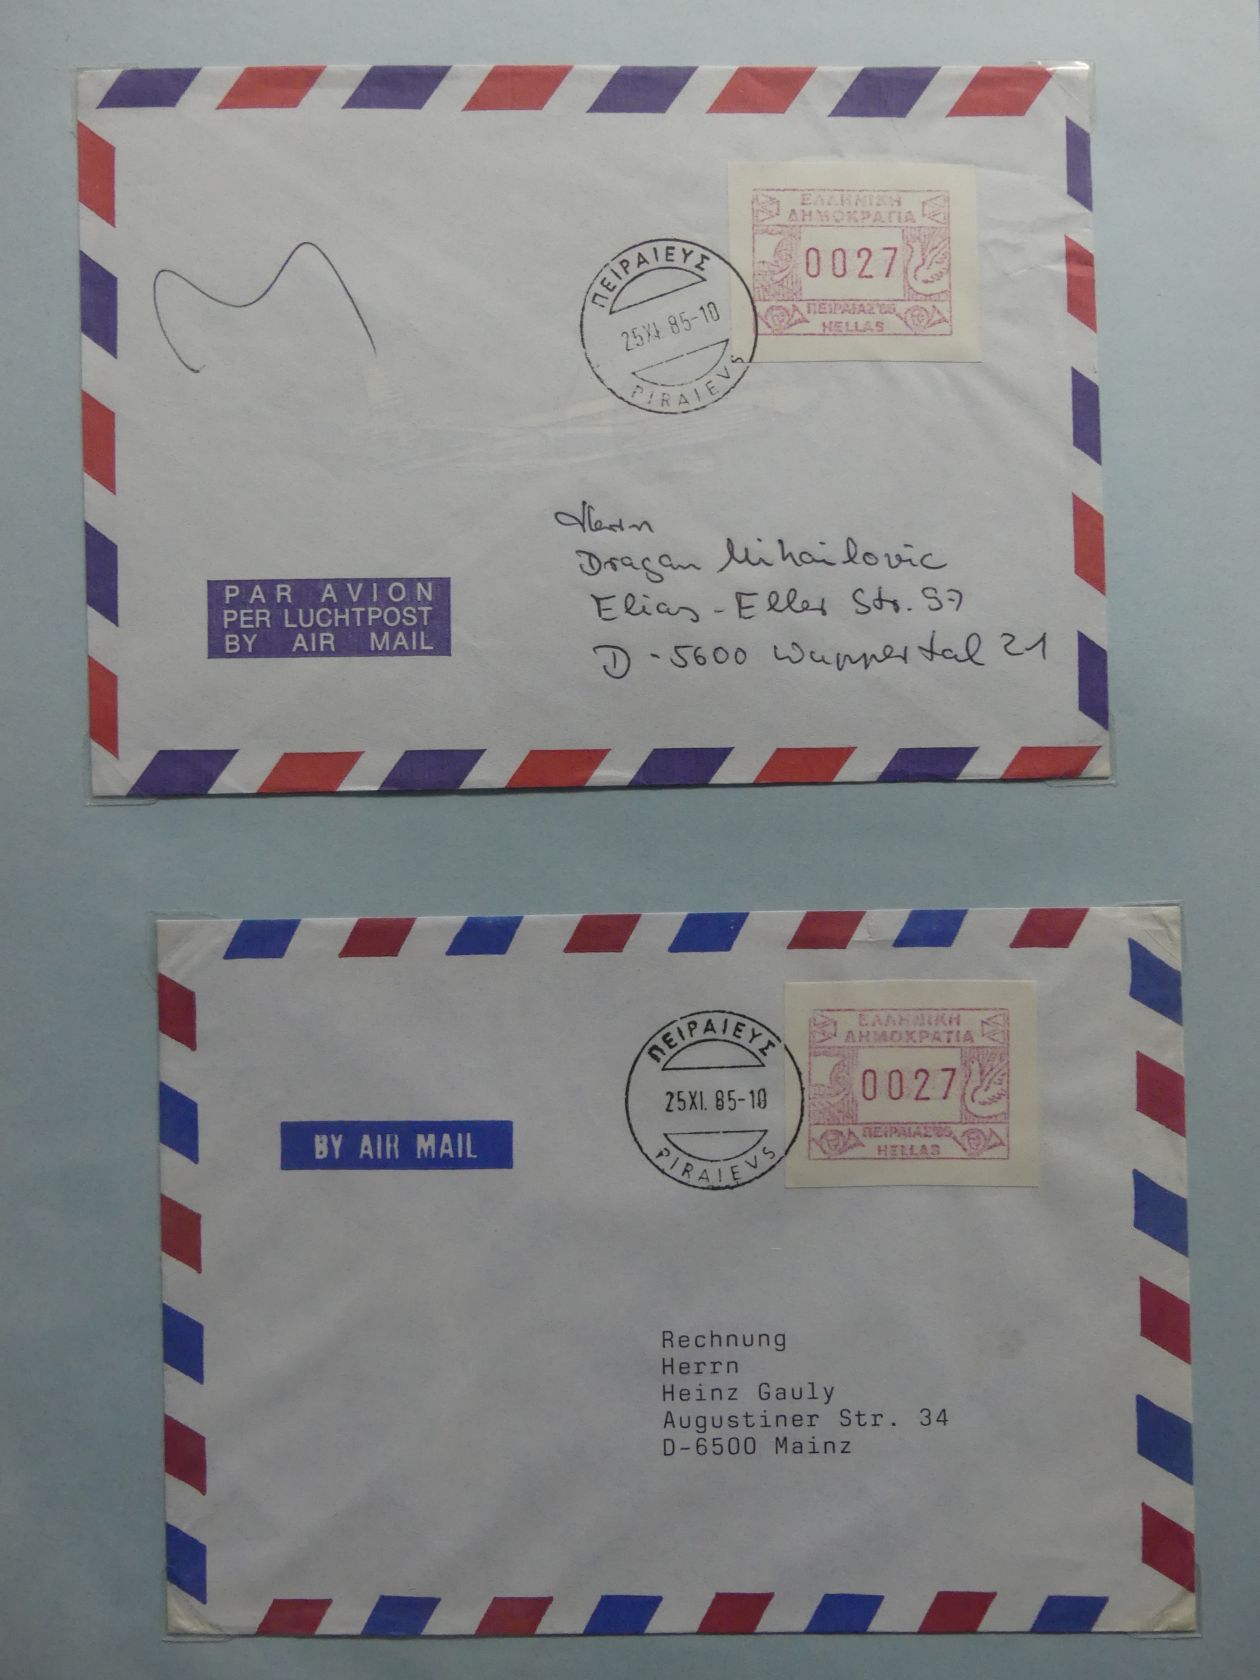 ΕΛΛΗΝΙΚΗ
ΔΗΜΟΚΡΑΤΙΑ
0027
ΠΕΙΡΑΙΑΣ'85
HELLAS
ΠΕΙΡΑΙΕΥΣ
25XI. 85-10
PIRAIEVS
Herrn
Dragan Mihailovic
Elias-Eller Str. 97
D-5600 Wuppertal 21
PAR AVION
PER LUCHTPOST
BY AIR MAIL
ΕΛΛΗΝΙΚΗ
ΔΗΜΟΚΡΑΤΙΑ
0027
ΠΕΙΡΑΙΑΣ'85
HELLAS
ΠΕΙΡΑΙΕΥΣ
25XI. 85-10
PIRAIEVS
BY AIR MAIL
Rechnung
Herrn
Heinz Gauly
Augustiner Str. 34
D-6500 Mainz